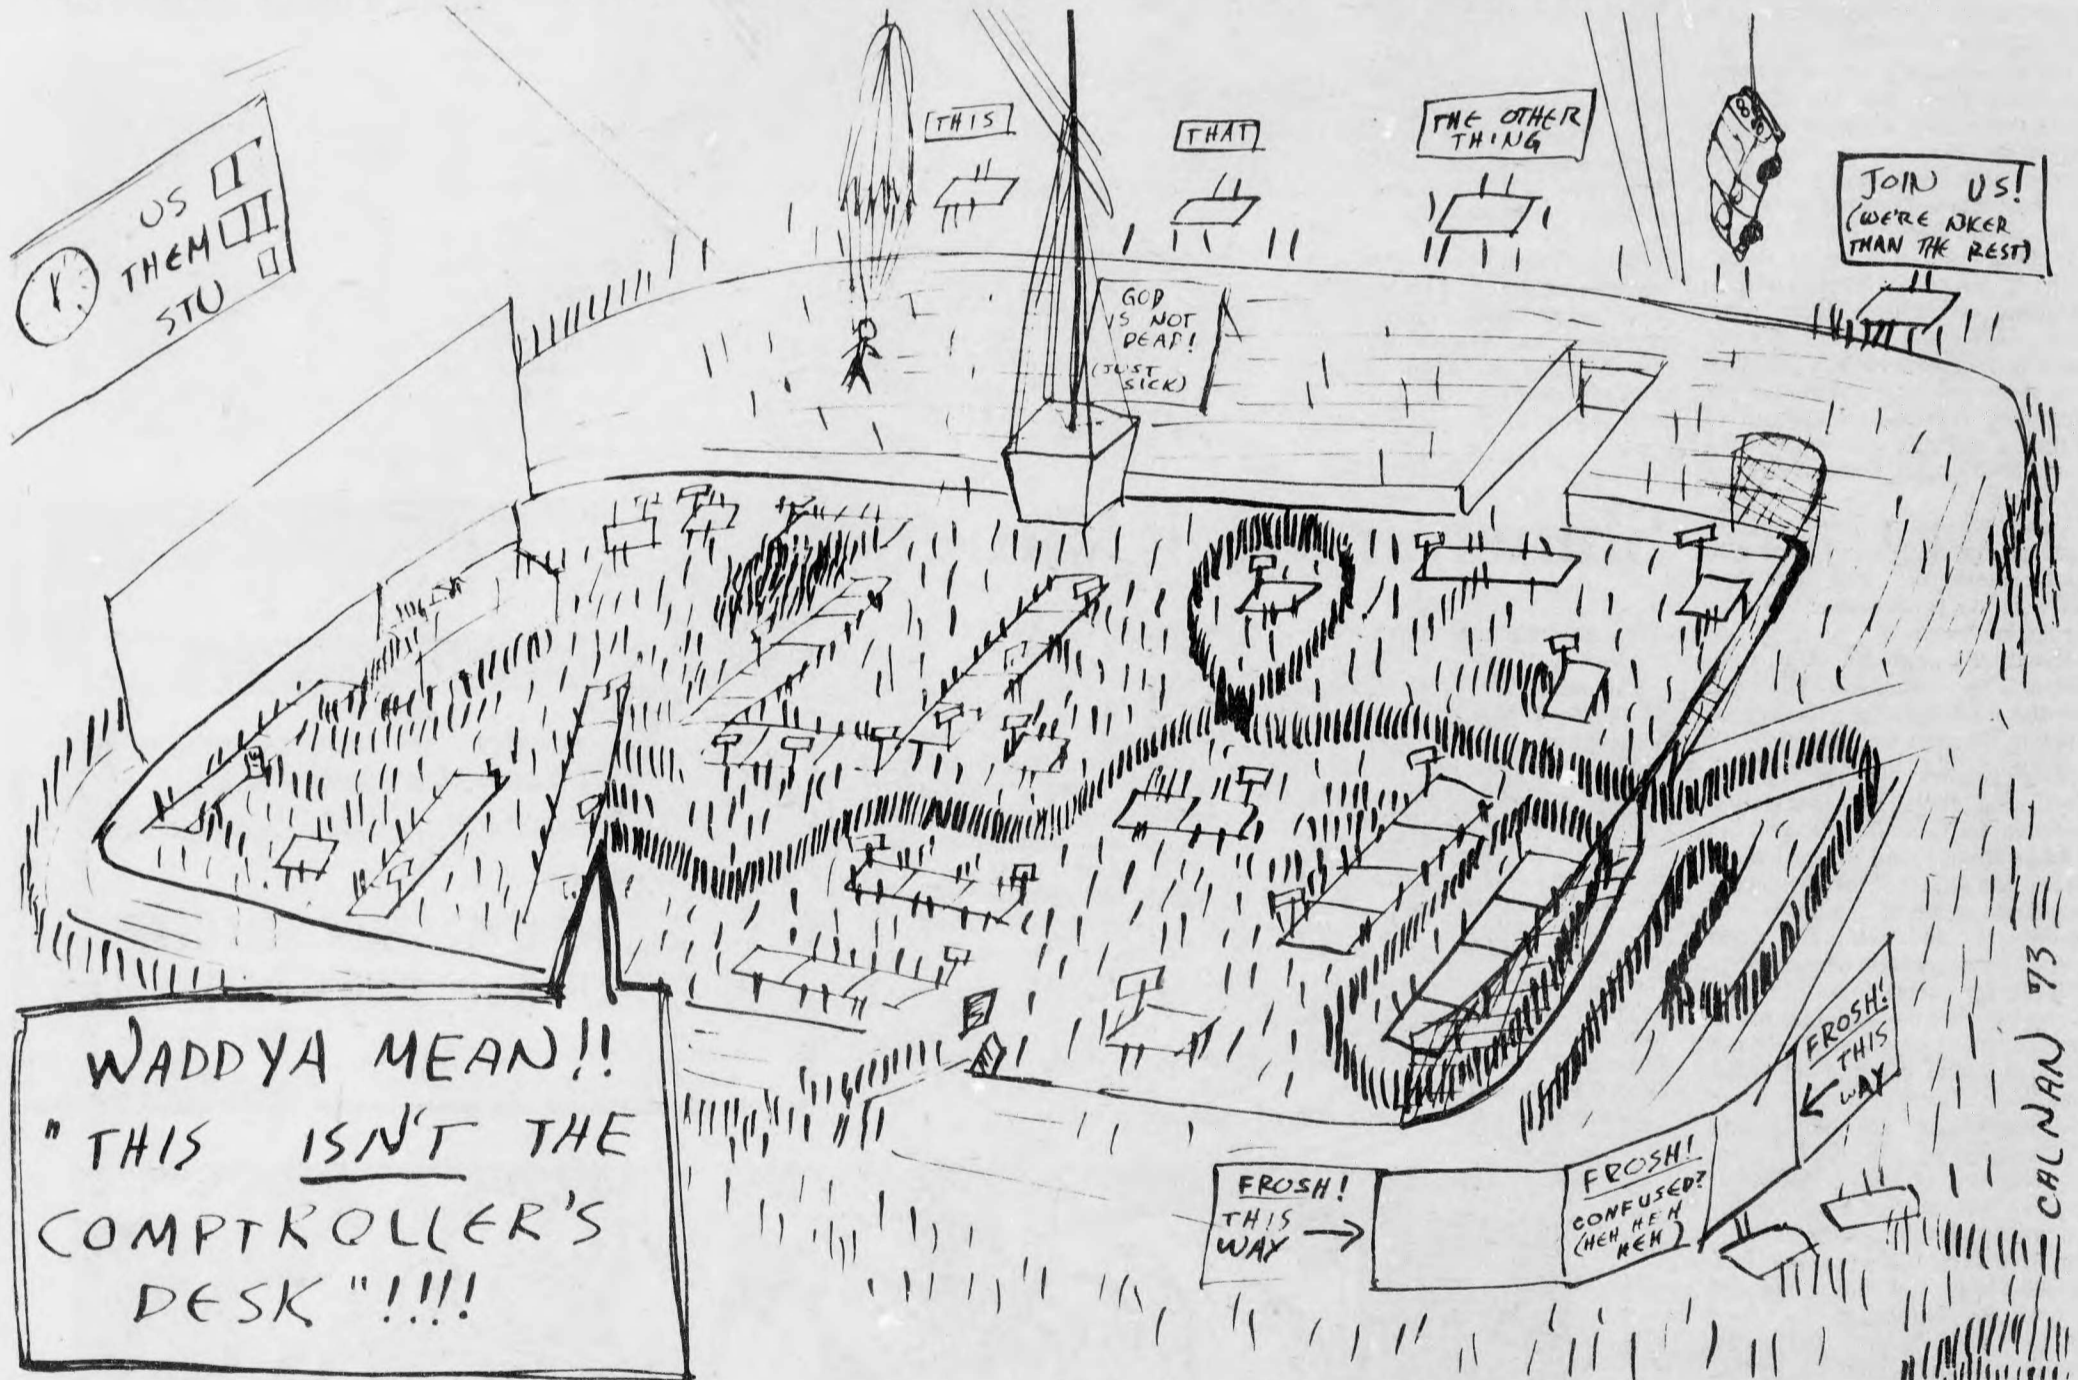 THIS
THAT
THE OTHER
THING
JOIN US!
(WE'RE NICER
THAN THE REST)
US
THEM
STU
GOD
IS NOT
DEAD!
(JUST
SICK)
WADDYA MEAN!!
"THIS ISN'T THE
COMPTROLLER'S
DESK"!!!!
FROSH!
THIS
WAY →
FROSH!
CONFUSED?
(HEH HEH
HEH)
FROSH!
THIS
← WAY
CALNAN 73